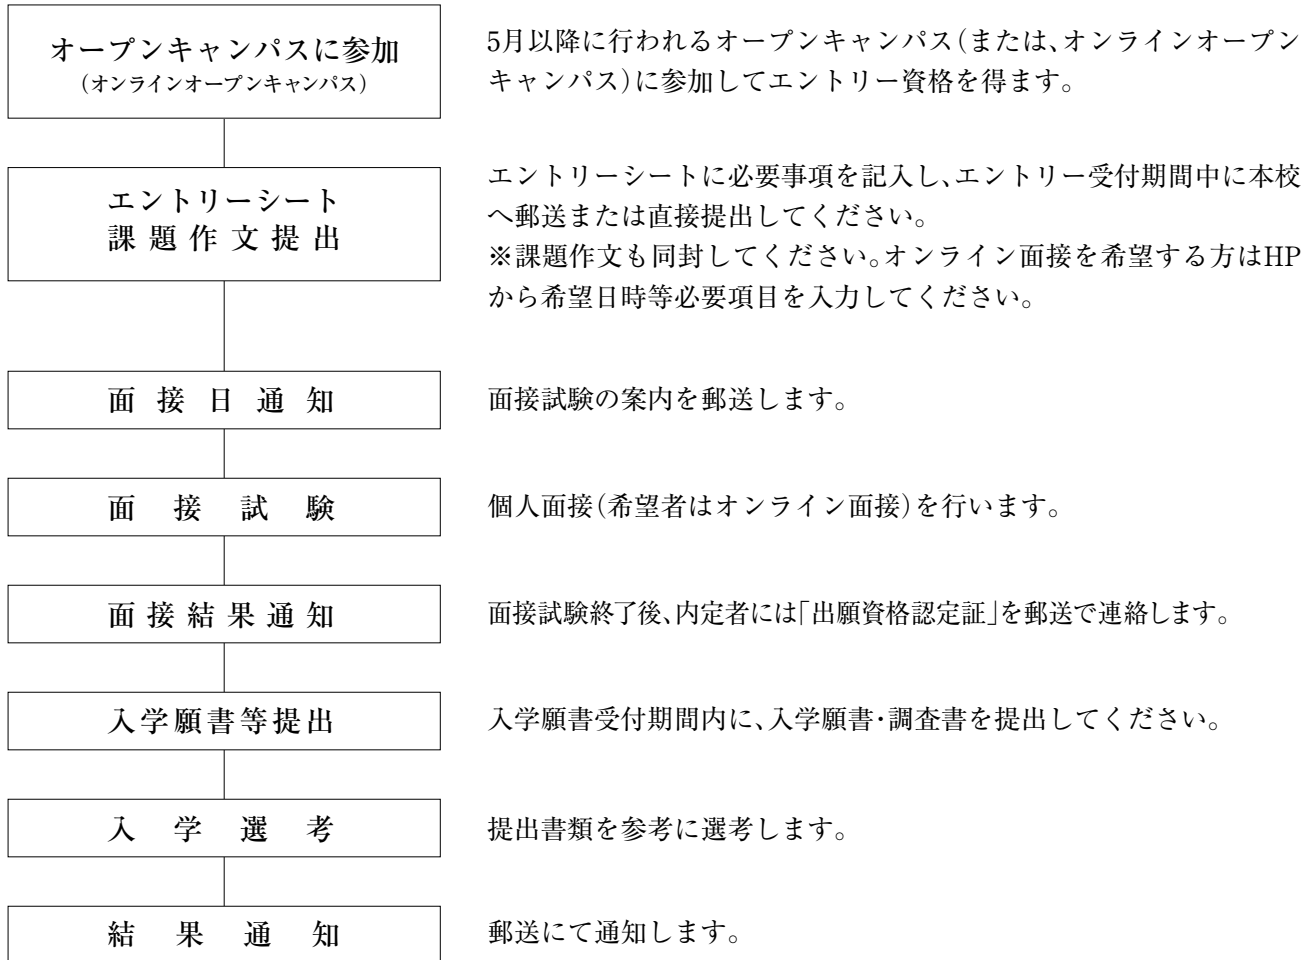 オープンキャンパスに参加
（オンラインオープンキャンパス）
5月以降に行われるオープンキャンパス（または、オンラインオープン
キャンパス）に参加してエントリー資格を得ます。
エントリーシート
課題作文提出
エントリーシートに必要事項を記入し、エントリー受付期間中に本校
へ郵送または直接提出してください。
※課題作文も同封してください。オンライン面接を希望する方はHP
から希望日時等必要項目を入力してください。
面接日通知
面接試験の案内を郵送します。
面接試験
個人面接（希望者はオンライン面接）を行います。
面接結果通知
面接試験終了後、内定者には「出願資格認定証」を郵送で連絡します。
入学願書等提出
入学願書受付期間内に、入学願書・調査書を提出してください。
入学選考
提出書類を参考に選考します。
結果通知
郵送にて通知します。